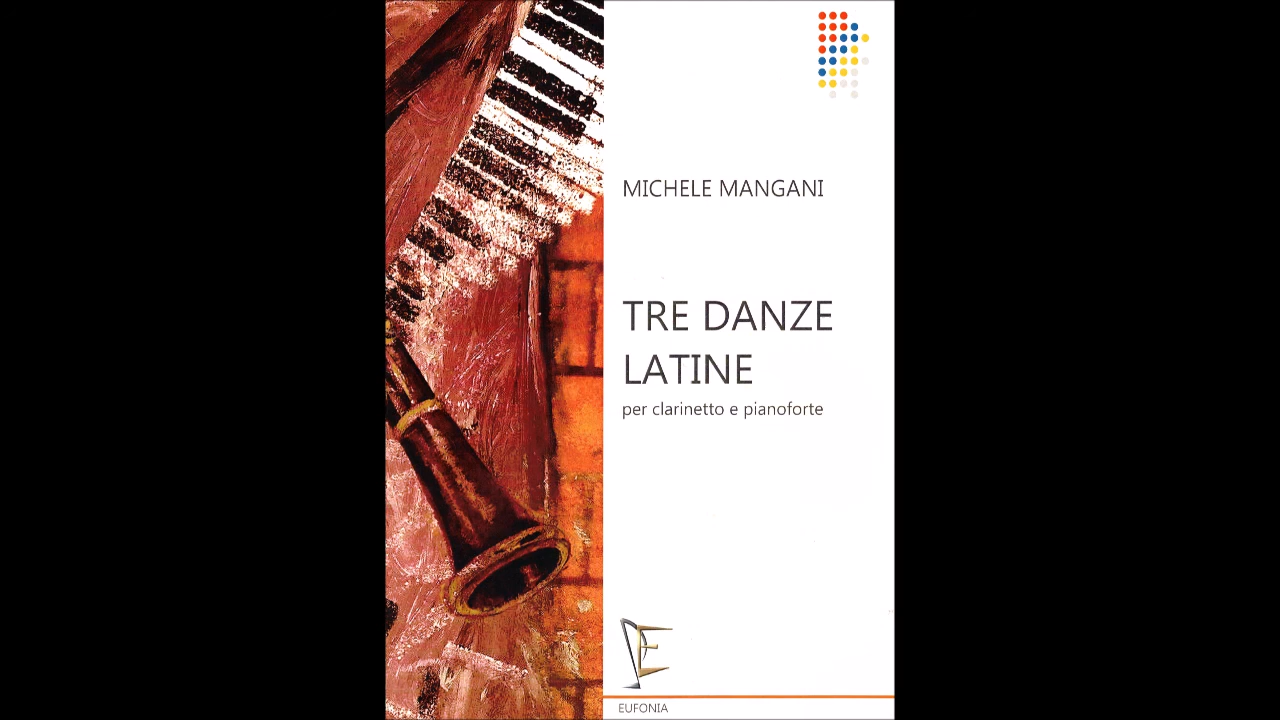 MICHELE MANGANI
TRE DANZE
LATINE
per clarinetto e pianoforte
E
EUFONIA